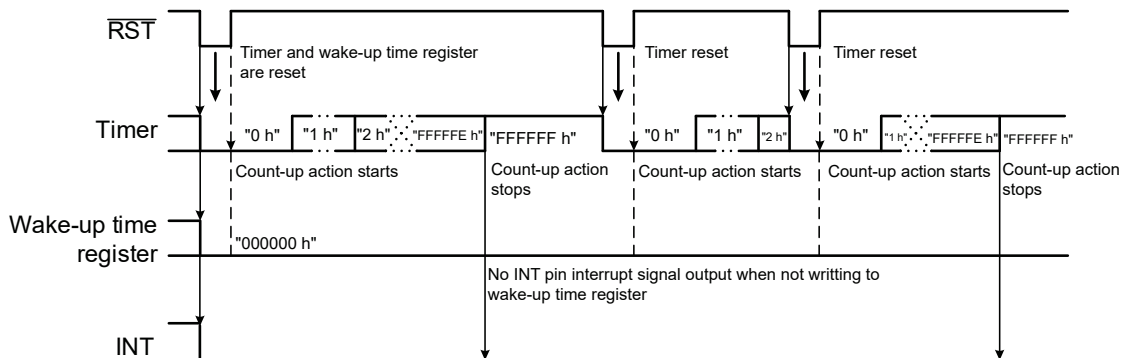 RST
Timer and wake-up time register
are reset
Timer reset
Timer reset
Timer
"0 h"
"1 h"
"2 h"
"FFFFFE h"
"FFFFFF h"
"0 h"
"1 h"
"2 h"
"0 h"
"1 h"
"FFFFFE h"
"FFFFFF h"
Count-up action starts
Count-up action
stops
Count-up action starts
Count-up action starts
Count-up action
stops
Wake-up time
register
"000000 h"
No INT pin interrupt signal output when not writting to
wake-up time register
INT